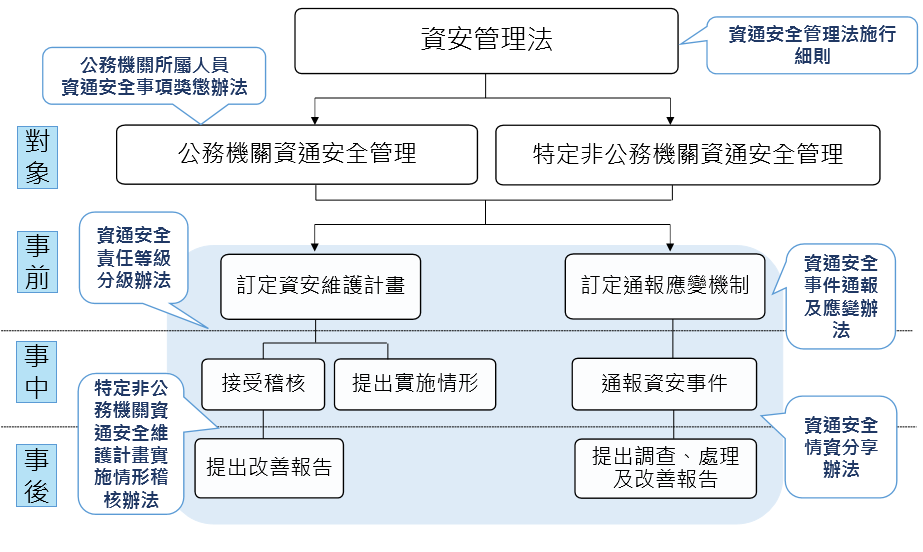 資安管理法
資通安全管理法施行
細則
公務機關所屬人員
資通安全事項獎懲辦法
對
象
公務機關資通安全管理
特定非公務機關資通安全管理
事
前
資通安全
責任等級
分級辦法
訂定資安維護計畫
訂定通報應變機制
資通安全
事件通報
及應變辦
法
事
中
接受稽核
提出實施情形
通報資安事件
特定非公
務機關資
通安全維
護計畫實
施情形稽
核辦法
資通安全
情資分享
辦法
事
後
提出改善報告
提出調查、處理
及改善報告